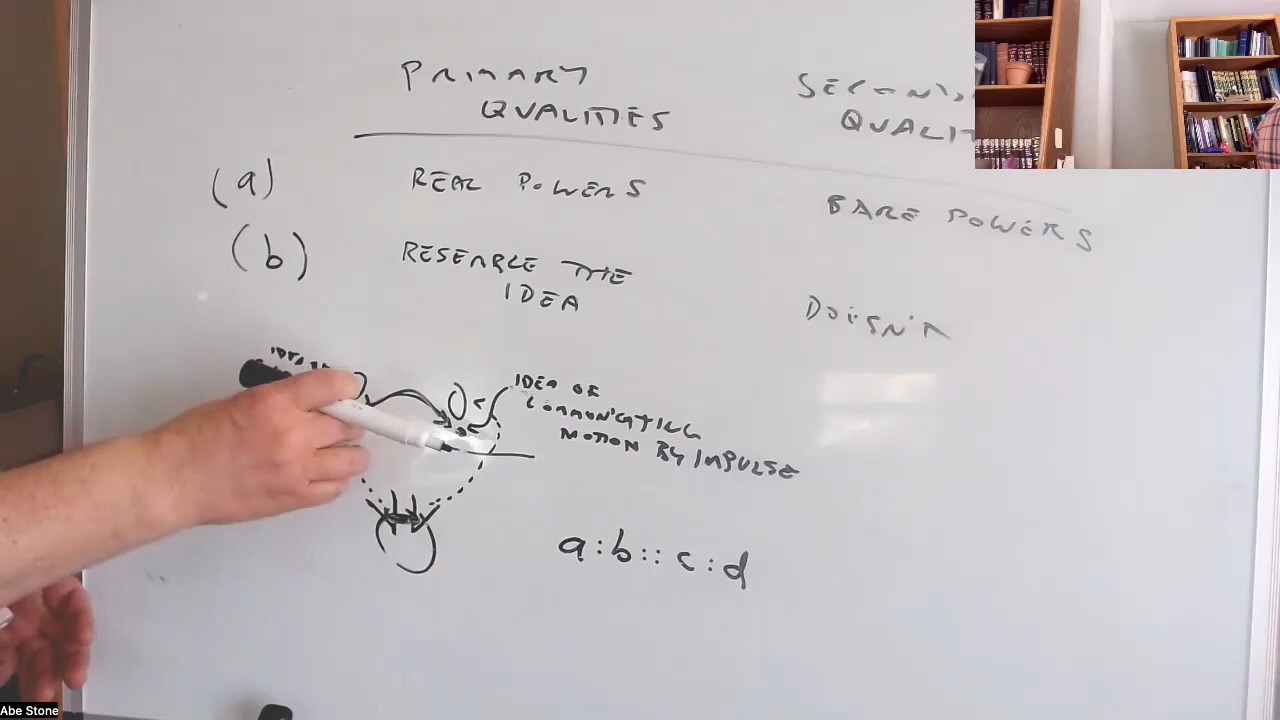 PRIMARY
QUALITIES
QUALIT
(a) REAL POWERS BARE POWERS
(b) RESEMBLE THE
IDEA
DOESN'T
IDEA OF
COMMUNICATING
MOTION BY IMPULSE
a:b::c:d
Abe Stone